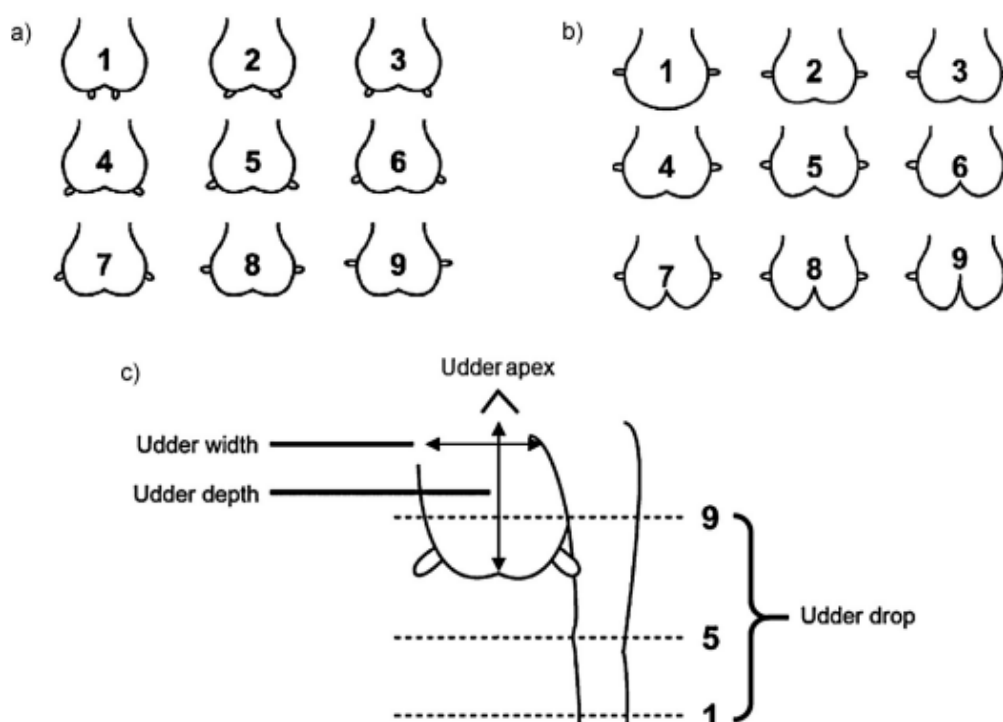 a)
1 2 3
4 5 6
7 8 9
b)
1 2 3
4 5 6
7 8 9
c)
Udder apex
Udder width
Udder depth
9
5
Udder drop
1